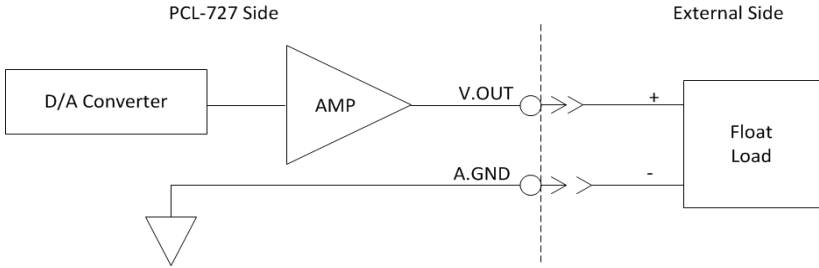 PCL-727 Side
External Side
D/A Converter
AMP
V.OUT
+
Float
Load
A.GND
-